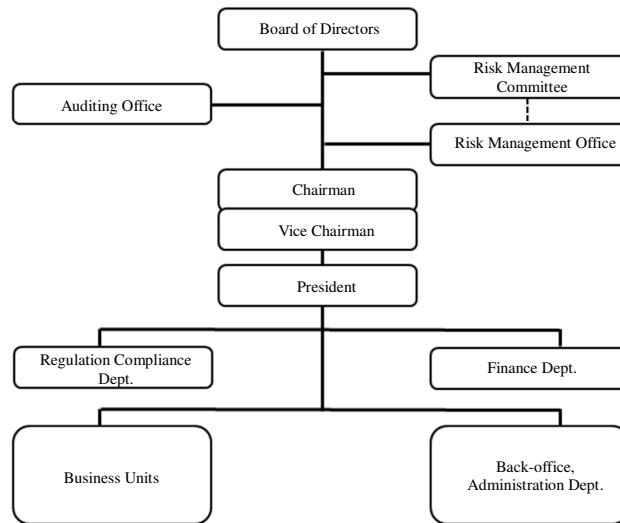 Board of Directors
Risk Management
Committee
Auditing Office
Risk Management Office
Chairman
Vice Chairman
President
Regulation Compliance
Dept.
Finance Dept.
Business Units
Back-office,
Administration Dept.